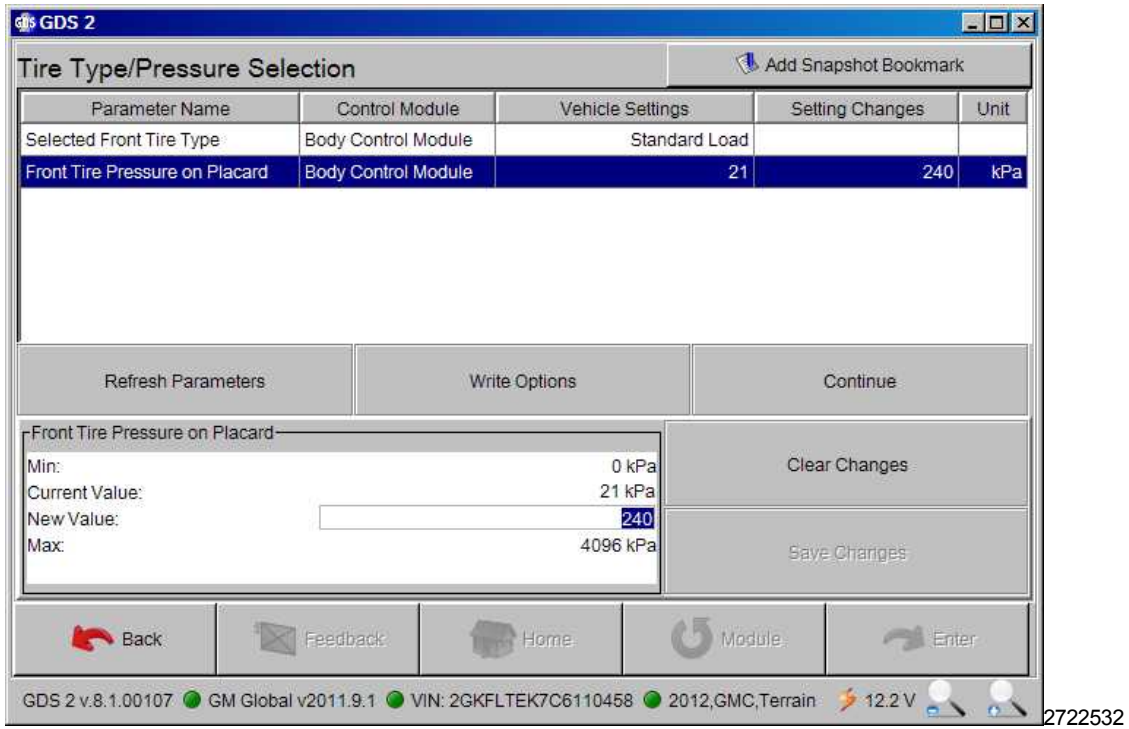 GDS 2
Tire Type/Pressure Selection Add Snapshot Bookmark
Parameter Name Control Module Vehicle Settings Setting Changes Unit
Selected Front Tire Type Body Control Module Standard Load
Front Tire Pressure on Placard Body Control Module 21 240 kPa
Refresh Parameters Write Options Continue
Front Tire Pressure on Placard
Min: 0 kPa
Current Value: 21 kPa
New Value: 240
Max: 4096 kPa
Clear Changes
Save Changes
Back Feedback Home Module Enter
GDS 2 v.8.1.00107 GM Global v2011.9.1 VIN: 2GKFLTEK7C6110458 2012,GMC,Terrain 12.2 V
2722532